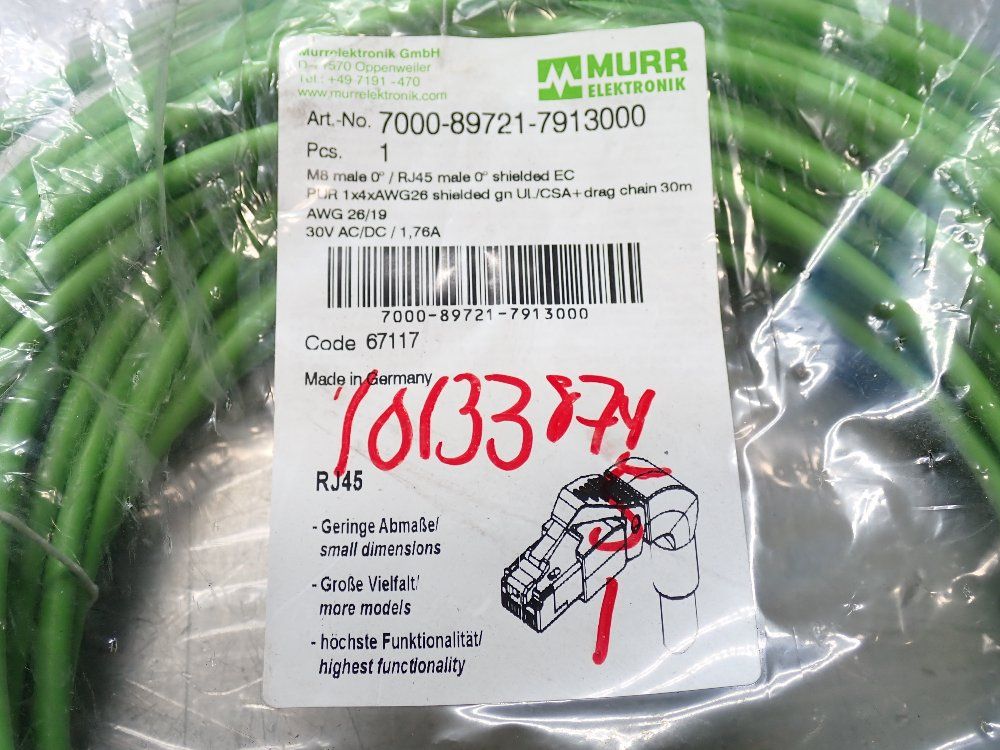 Murrelektronik GmbH
Oppenweiler
Tel.: +49 7191 - 470
www.murrelektronik.com
MURR
ELEKTRONIK
Art.-No. 7000-89721-7913000
Pcs. 1
M8 male 0° / RJ45 male 0° shielded EC
PUR 1x4xAWG26 shielded gn UL/CSA+drag chain 30m
AWG 26/19
30V AC/DC / 1,76A
7000-89721-7913000
Code 67117
Made in Germany
RJ45
- Geringe Abmaße/
small dimensions
- Große Vielfalt/
more models
- höchste Funktionalität/
highest functionality